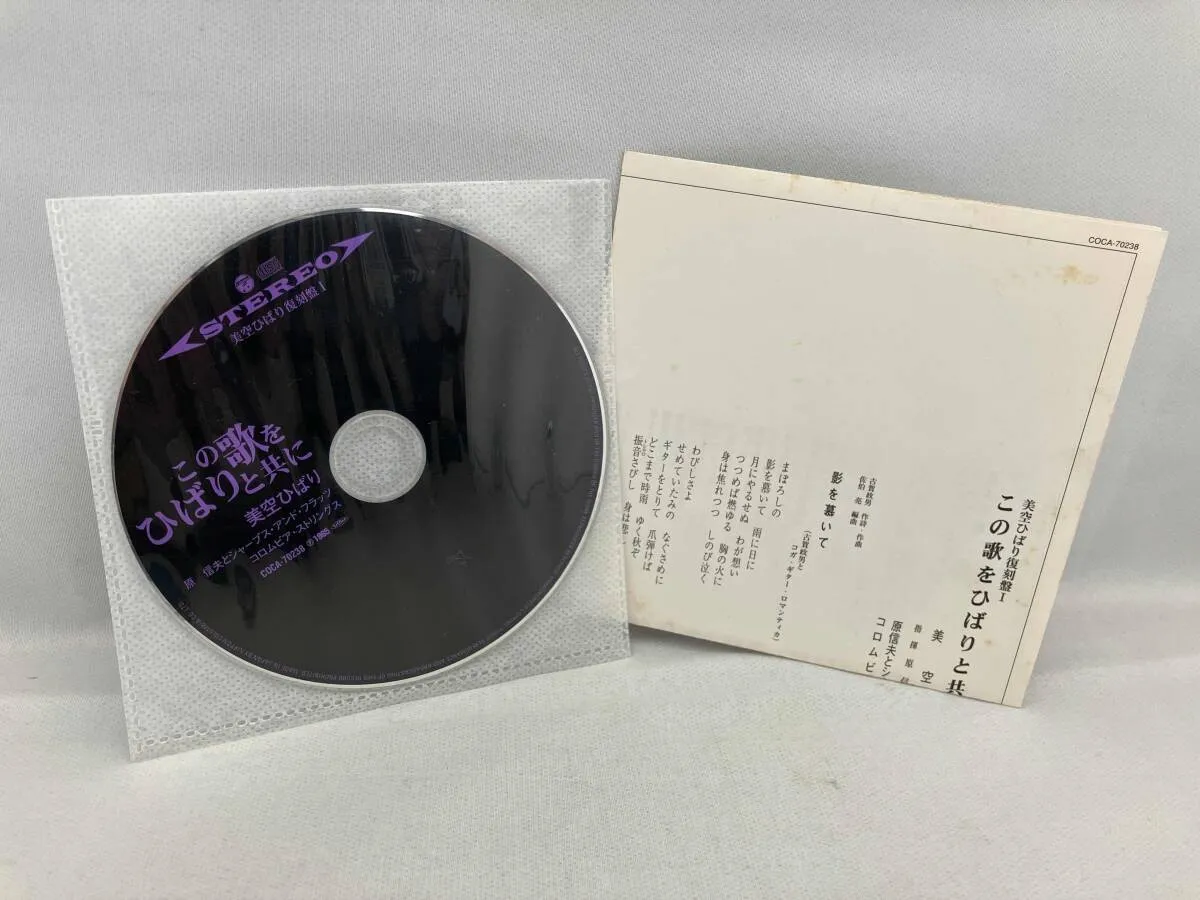 STEREO
美空ひばり復刻盤I
この歌を
ひばりと共に
美空ひばり
原 信夫とシャープス・アンド・フラッツ
コロムビア・ストリングス
COCA-70238
COCA-70238
美空ひばり復刻盤I
この歌をひばりと共
美空
指揮 原
原信夫とシ
コロムビ
古賀政男 作詩・作曲
佐伯 亮 編曲
影を慕いて
(古賀政男と
コガ・ギター・ロマンティカ)
まぼろしの
影を慕いて 雨に日に
月にやるせぬ わが想い
つつめば燃ゆる 胸の火に
身は焦れつつ しのび泣く
わびしさよ
せめていたみの なぐさめに
ギターをとりて 爪弾けば
どこまで時雨 ゆく秋ぞ
振音さびし 身は悲し